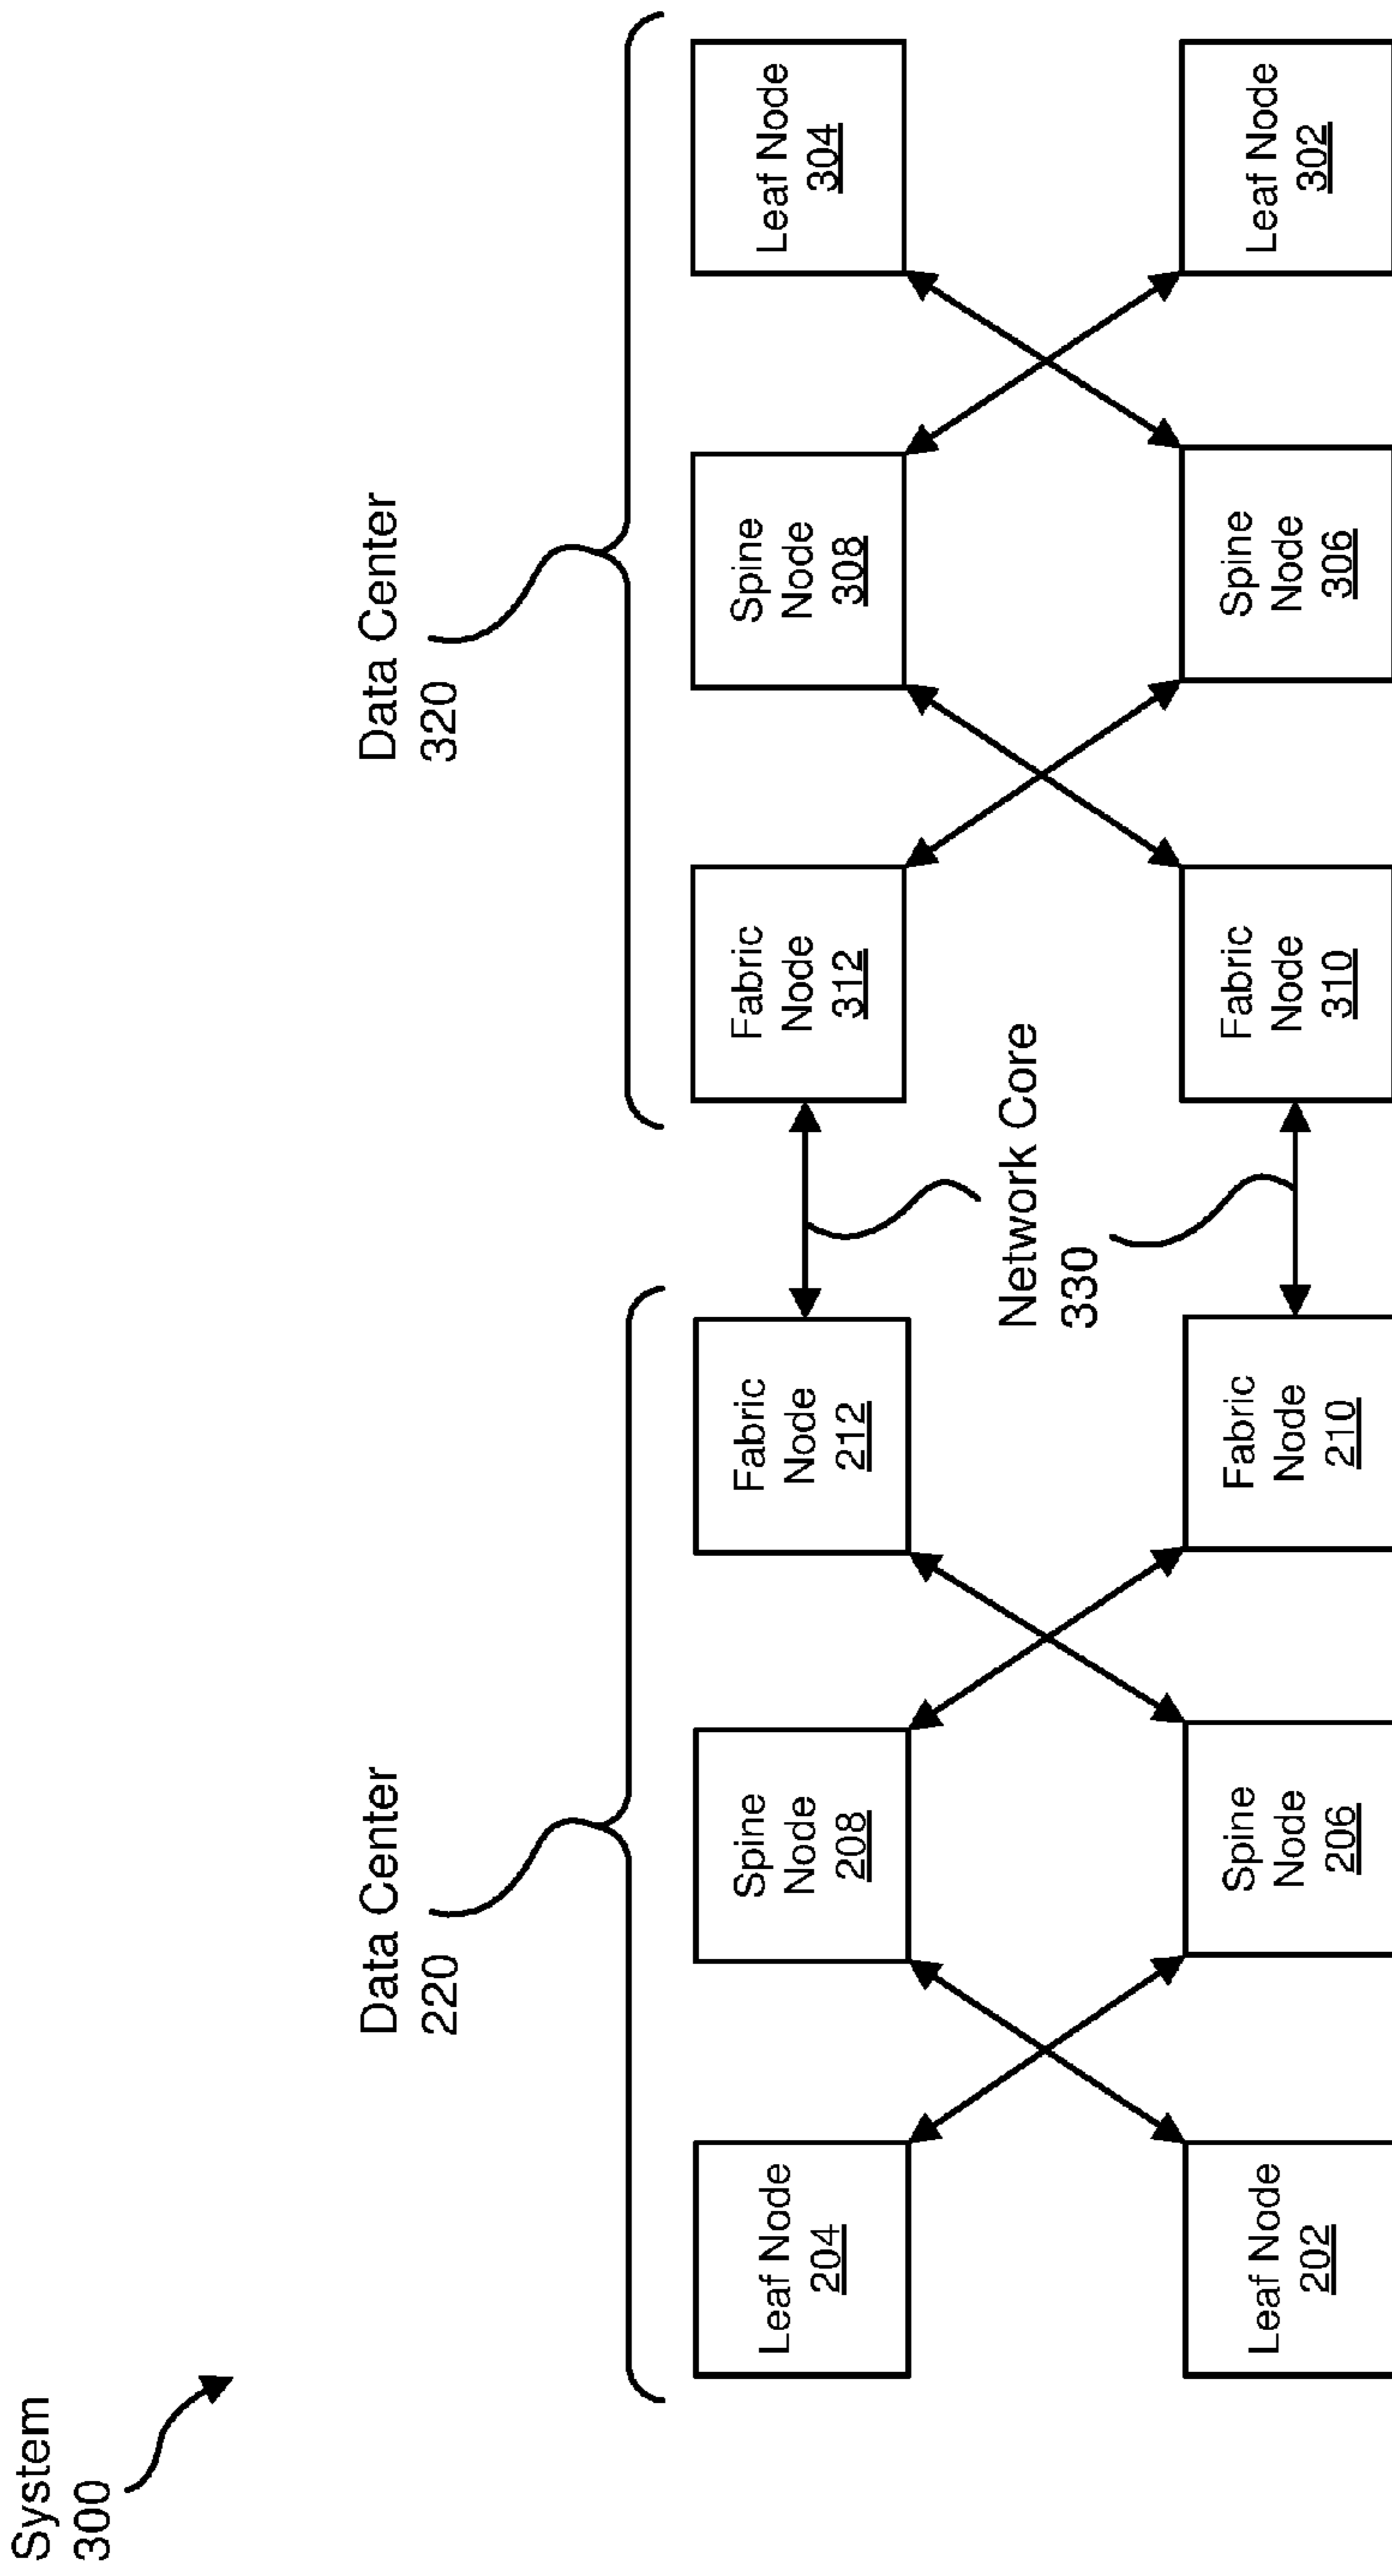 System
300
Data Center
220
Data Center
320
Leaf Node
204
Spine
Node
208
Fabric
Node
212
Fabric
Node
312
Spine
Node
308
Leaf Node
304
Network Core
330
Leaf Node
202
Spine
Node
206
Fabric
Node
210
Fabric
Node
310
Spine
Node
306
Leaf Node
302